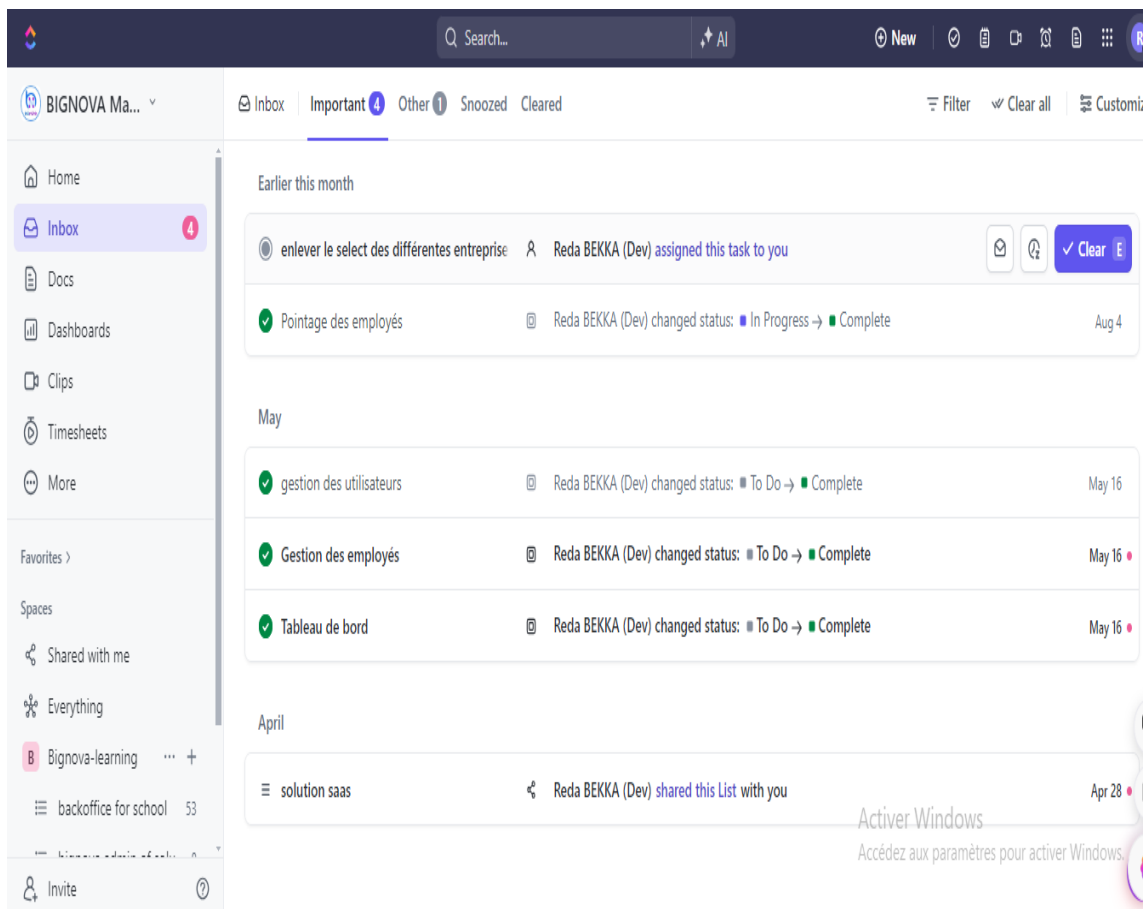 Search...
AI
New
R
BIGNOVA Ma...
Inbox
Important 4
Other 1
Snoozed
Cleared
Filter
Clear all
Customiz
Home
Inbox 4
Docs
Dashboards
Clips
Timesheets
More
Favorites
Spaces
Shared with me
Everything
B Bignova-learning
backoffice for school 53
Invite
Earlier this month
enlever le select des différentes entreprise Reda BEKKA (Dev) assigned this task to you Clear E
Pointage des employés Reda BEKKA (Dev) changed status: In Progress → Complete Aug 4
May
gestion des utilisateurs Reda BEKKA (Dev) changed status: To Do → Complete May 16
Gestion des employés Reda BEKKA (Dev) changed status: To Do → Complete May 16
Tableau de bord Reda BEKKA (Dev) changed status: To Do → Complete May 16
April
solution saas Reda BEKKA (Dev) shared this List with you Apr 28
Activer Windows
Accédez aux paramètres pour activer Windows.